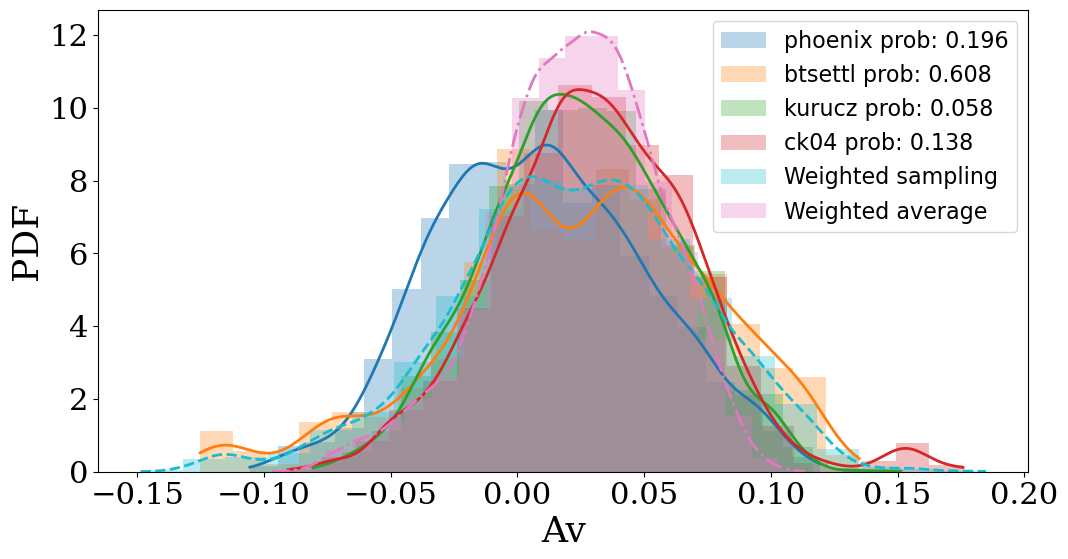 PDF
12
10
8
6
4
2
0
−0.15
−0.10
−0.05
0.00
0.05
0.10
0.15
0.20
Av
phoenix prob: 0.196
btsettl prob: 0.608
kurucz prob: 0.058
ck04 prob: 0.138
Weighted sampling
Weighted average